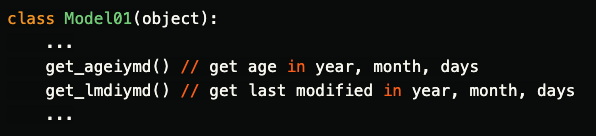 class Model01(object):
...
get_ageiymd() // get age in year, month, days
get_lmdiymd() // get last modified in year, month, days
...